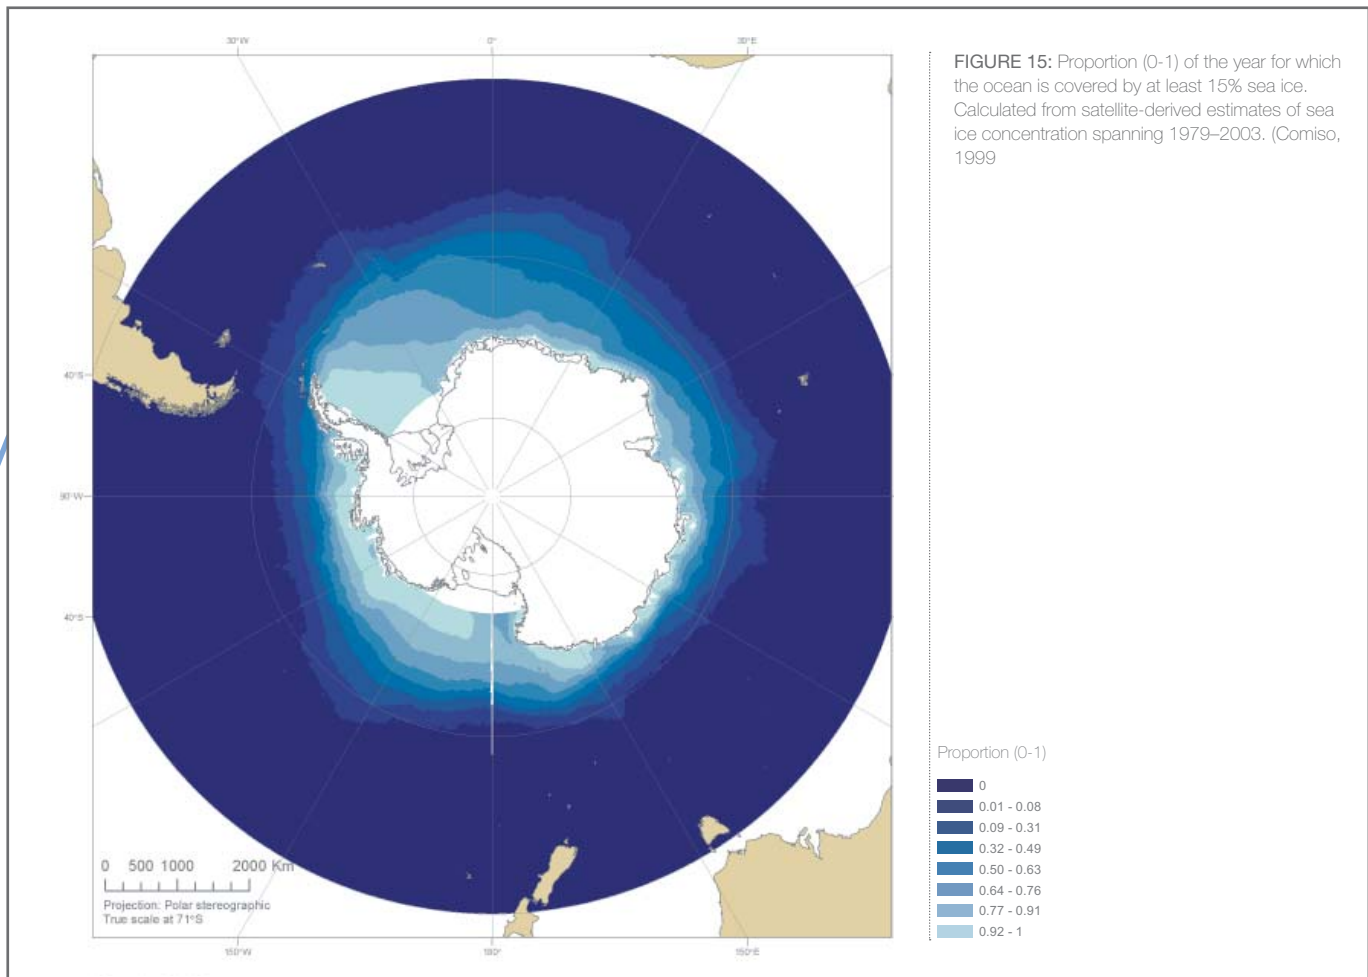 30°W
0°
30°E
FIGURE 15: Proportion (0-1) of the year for which
the ocean is covered by at least 15% sea ice.
Calculated from satellite-derived estimates of sea
ice concentration spanning 1979–2003. (Comiso,
1999
40°S
90°W
40°S
0 500 1000 2000 Km
Projection: Polar stereographic
True scale at 71°S
150°W
180°
150°E
Proportion (0-1)
0
0.01 - 0.08
0.09 - 0.31
0.32 - 0.49
0.50 - 0.63
0.64 - 0.76
0.77 - 0.91
0.92 - 1